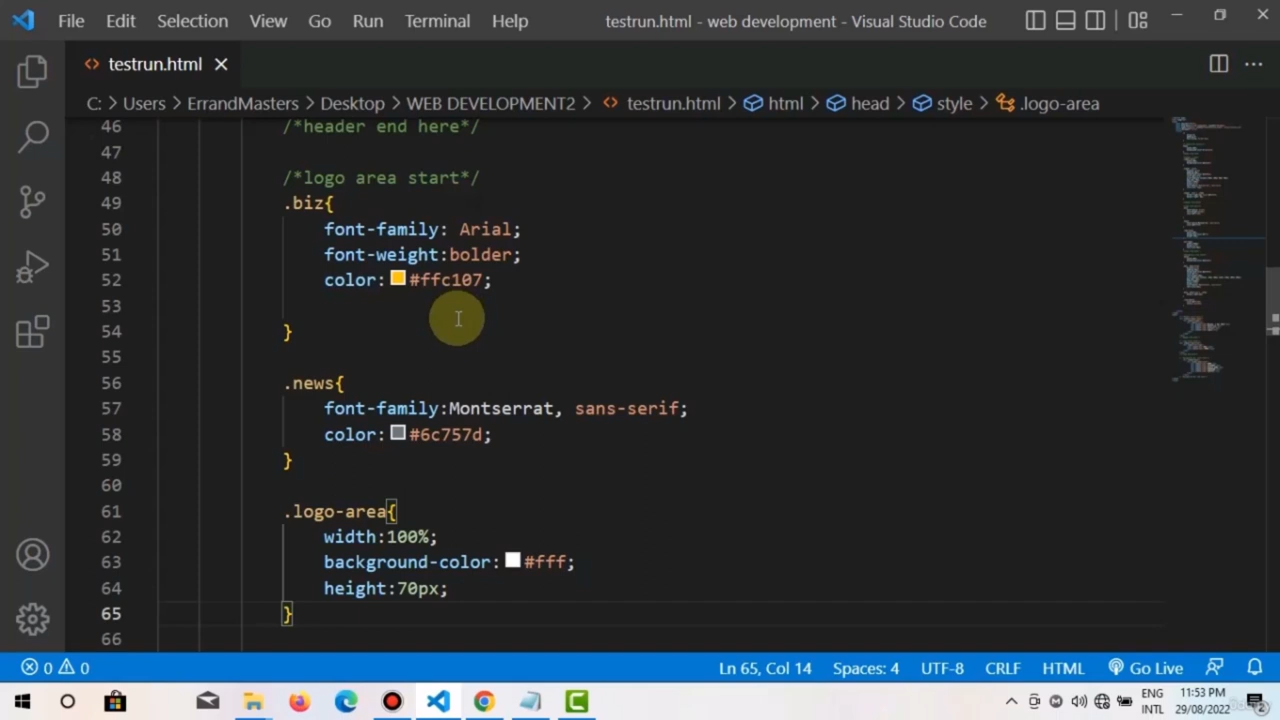 File Edit Selection View Go Run Terminal Help testrun.html - web development - Visual Studio Code
testrun.html
C: > Users > ErrandMasters > Desktop > WEB DEVELOPMENT2 > testrun.html > html > head > style > .logo-area
46 /*header end here*/
47
48 /*logo area start*/
49 .biz{
50 font-family: Arial;
51 font-weight:bolder;
52 color: #ffc107;
53
54 }
55
56 .news{
57 font-family:Montserrat, sans-serif;
58 color: #6c757d;
59 }
60
61 .logo-area{
62 width:100%;
63 background-color: #fff;
64 height:70px;
65 }
66
0 0 Ln 65, Col 14 Spaces: 4 UTF-8 CRLF HTML Go Live
ENG 11:53 PM
INTL 29/08/2022 2